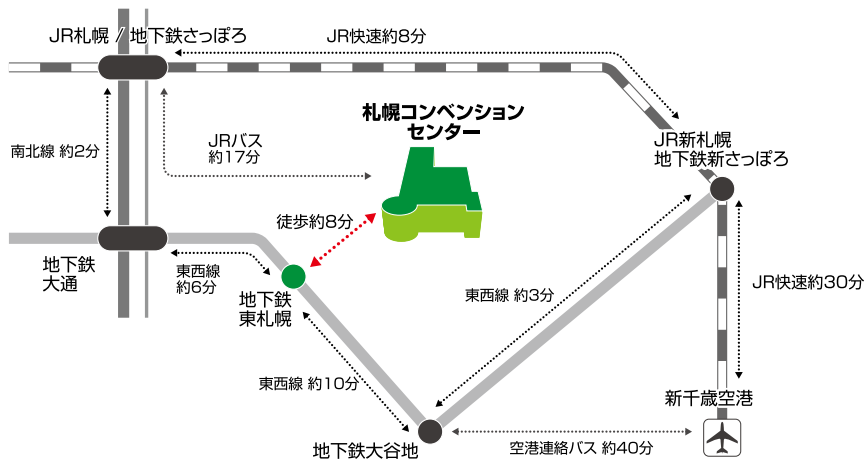 JR札幌 / 地下鉄さっぽろ
JR快速約8分
札幌コンベンション
センター
JRバス
約17分
南北線 約2分
JR新札幌
地下鉄新さっぽろ
徒歩約8分
地下鉄
大通
東西線
約6分
地下鉄
東札幌
東西線 約3分
JR快速約30分
東西線 約10分
新千歳空港
地下鉄大谷地
空港連絡バス 約40分